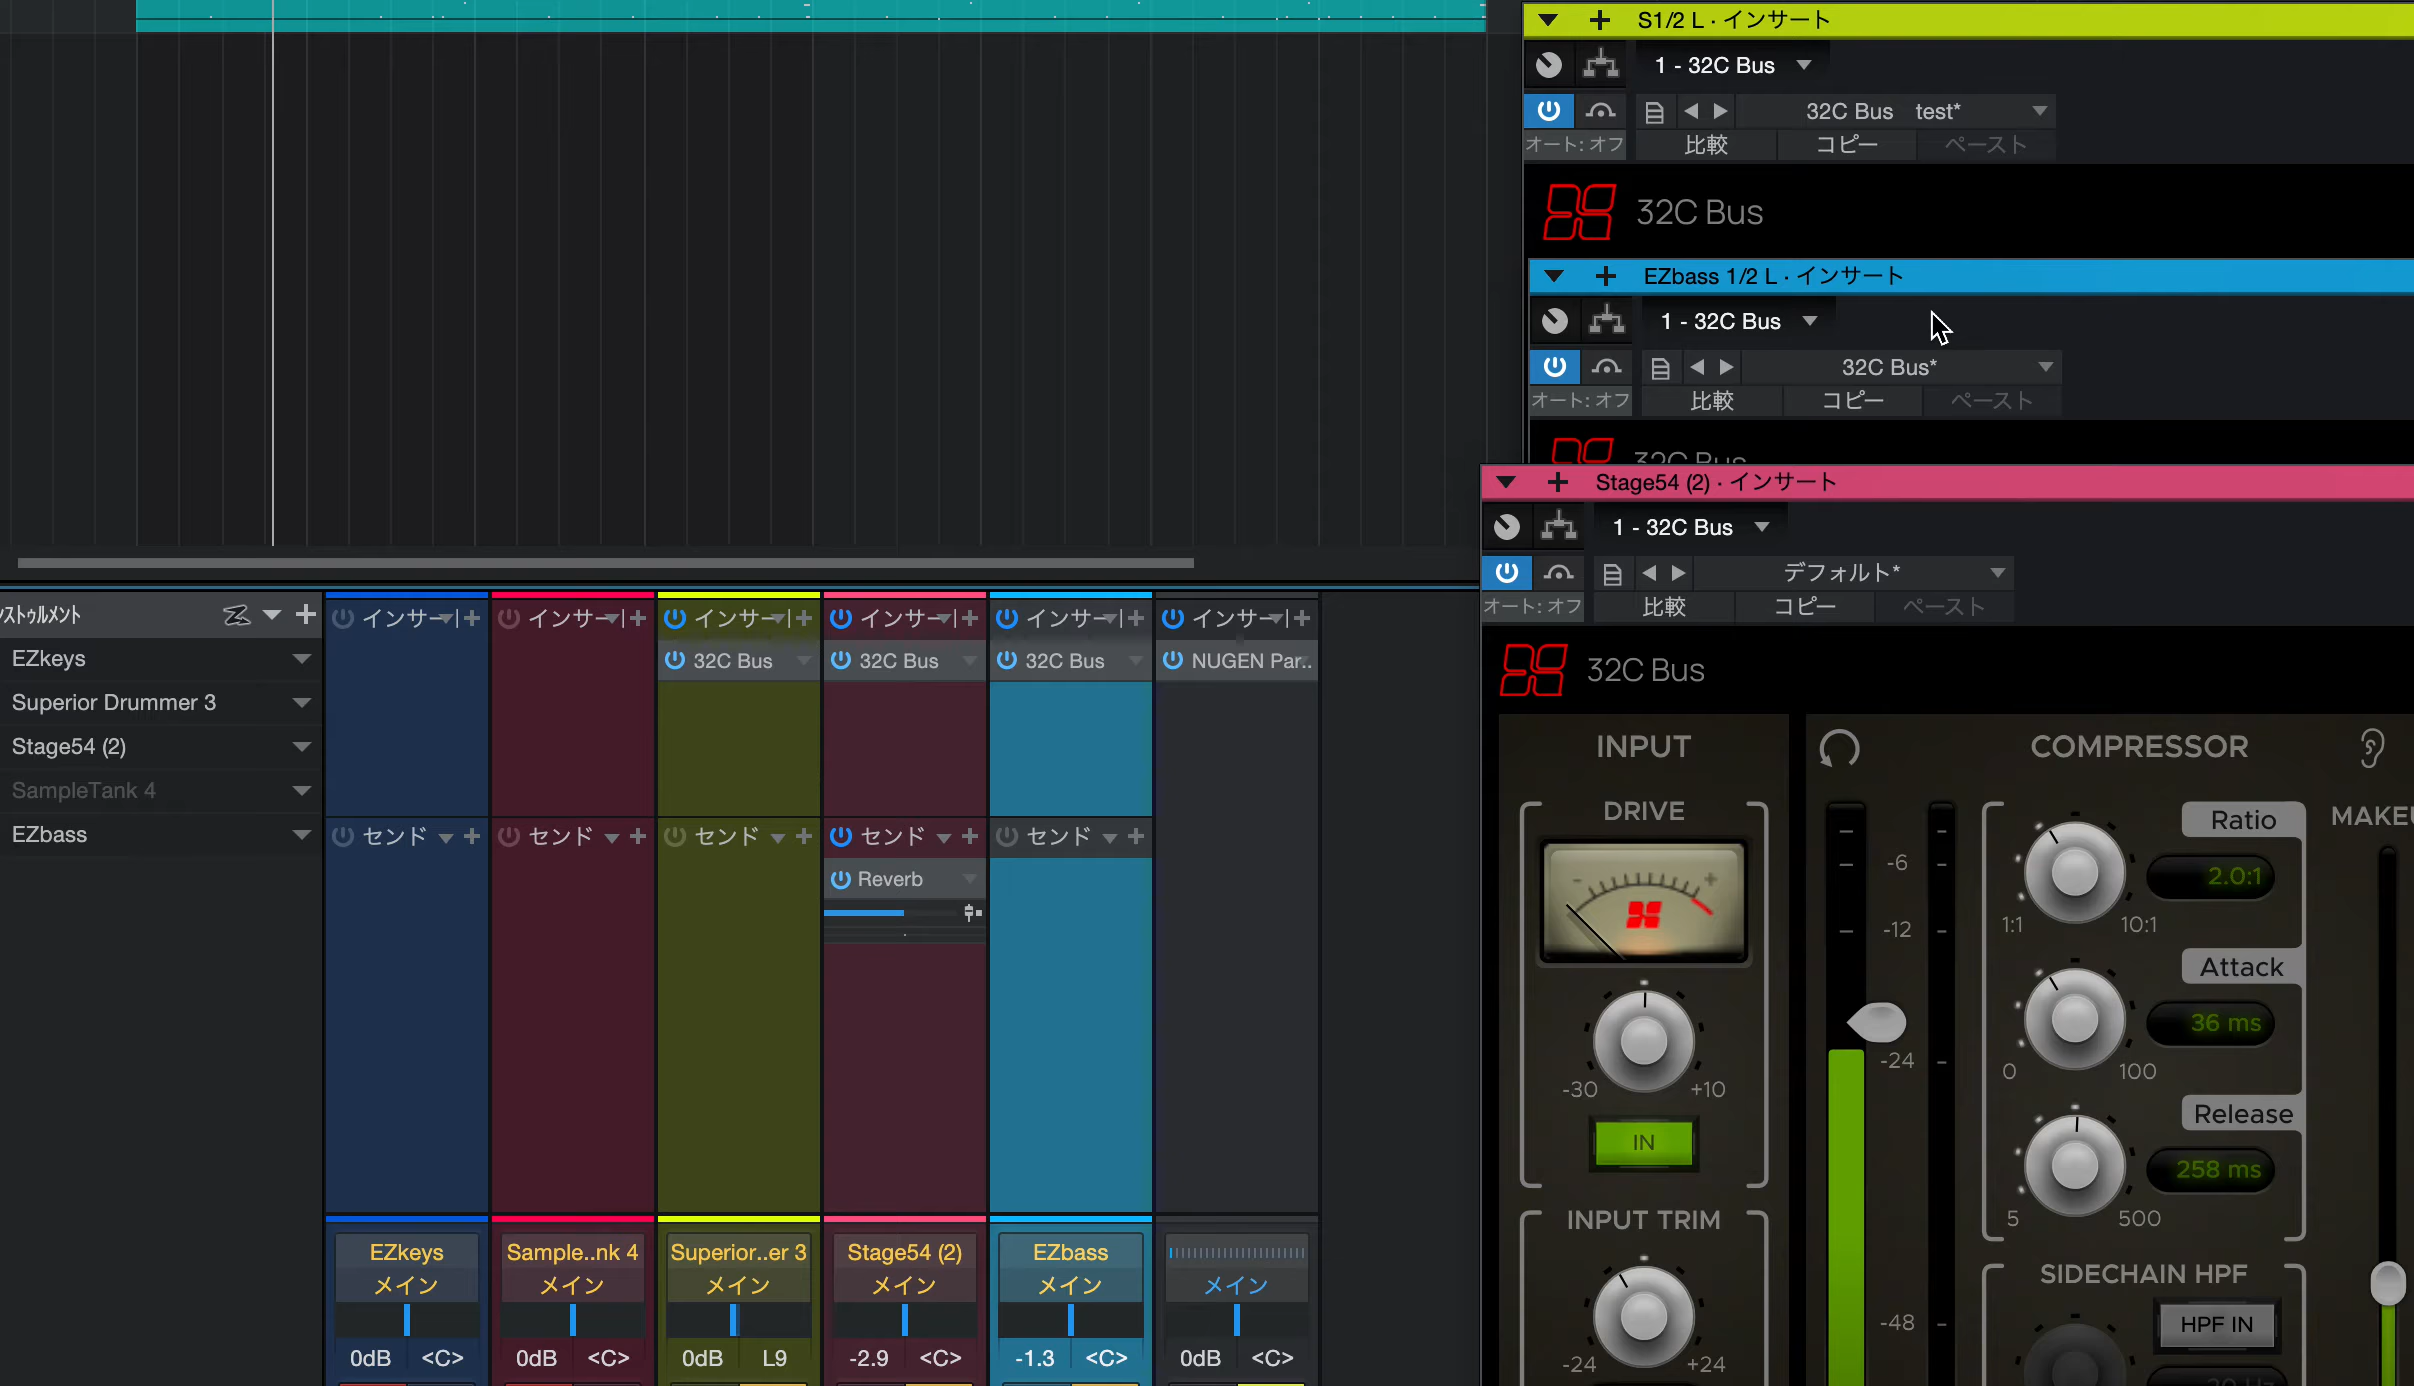 S1/2 L · インサート
1 - 32C Bus
32C Bus test*
オート: オフ 比較 コピー ペースト
32C Bus
EZbass 1/2 L · インサート
1 - 32C Bus
32C Bus*
オート: オフ 比較 コピー ペースト
32C Bus
Stage54 (2) · インサート
1 - 32C Bus
デフォルト*
オート: オフ 比較 コピー ペースト
32C Bus
ストゥルメント
EZkeys
Superior Drummer 3
Stage54 (2)
SampleTank 4
EZbass
インサー インサー インサー インサー インサー インサー
32C Bus 32C Bus 32C Bus NUGEN Par..
センド センド センド センド センド
Reverb
EZkeys Sample..nk 4 Superior..er 3 Stage54 (2) EZbass
メイン メイン メイン メイン メイン メイン
0dB <C> 0dB <C> 0dB L9 -2.9 <C> -1.3 <C> 0dB <C>
INPUT
DRIVE
- +
-30 +10
IN
INPUT TRIM
-24 +24
COMPRESSOR
-6
-12
-24
-48
Ratio
2.0:1
1:1 10:1
Attack
36 ms
0 100
Release
258 ms
5 500
SIDECHAIN HPF
HPF IN
MAKEU